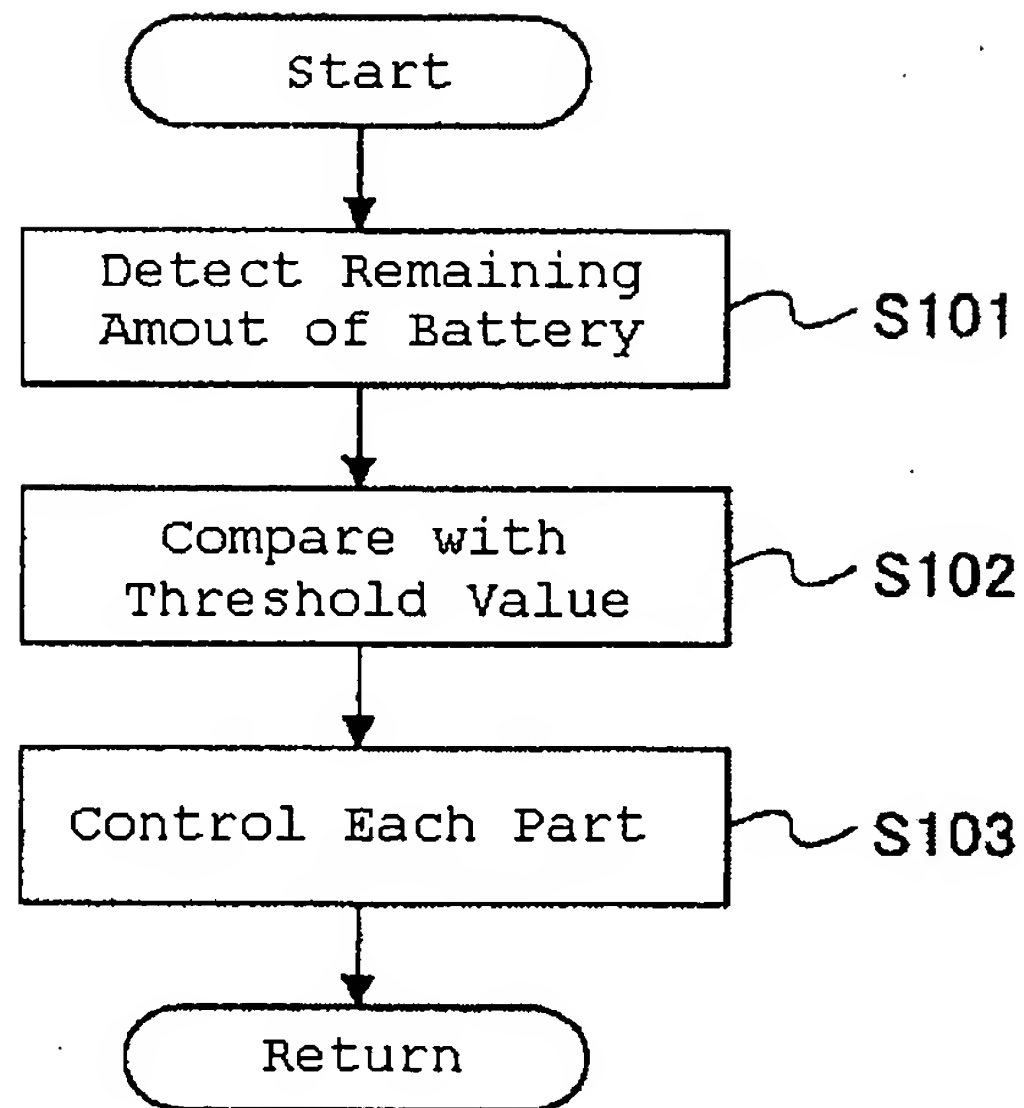 Start
Detect Remaining
Amout of Battery
S101
Compare with
Threshold Value
S102
Control Each Part
S103
Return